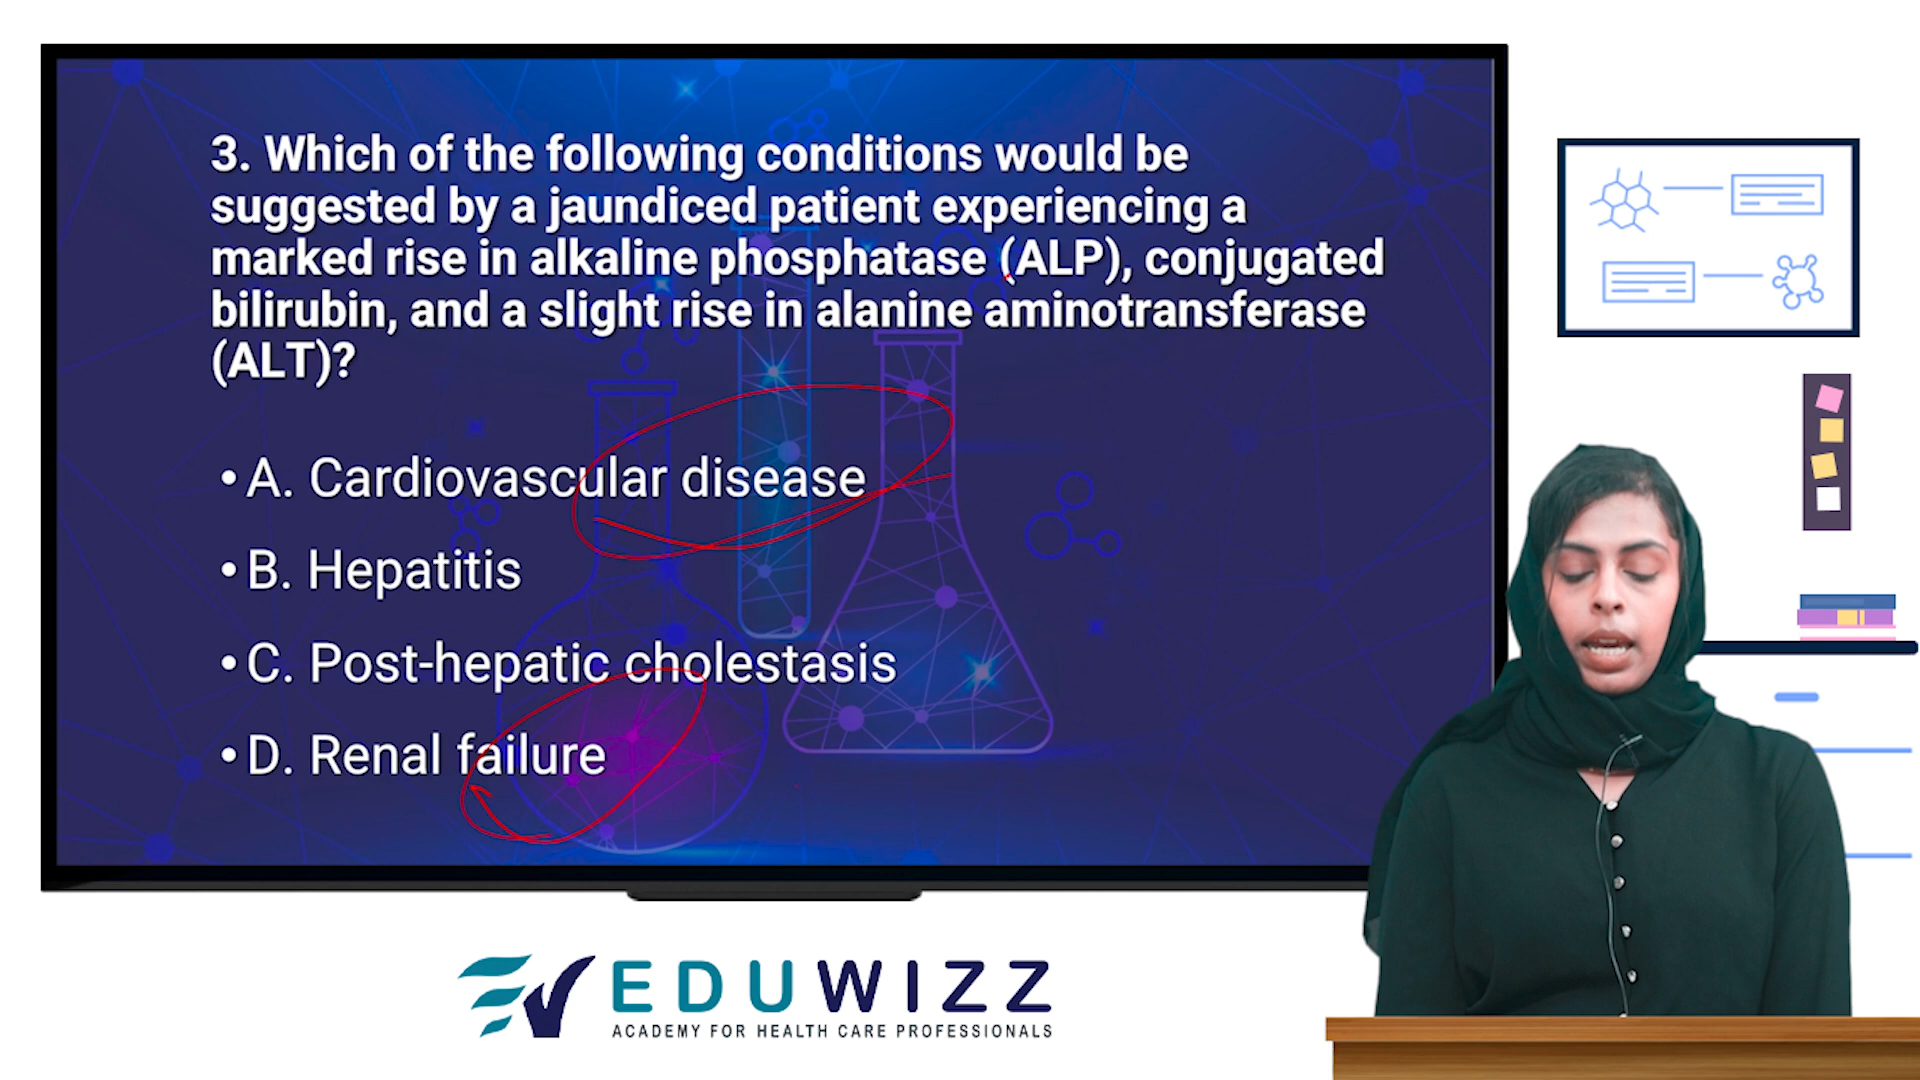 3. Which of the following conditions would be
suggested by a jaundiced patient experiencing a
marked rise in alkaline phosphatase (ALP), conjugated
bilirubin, and a slight rise in alanine aminotransferase
(ALT)?
• A. Cardiovascular disease
• B. Hepatitis
• C. Post-hepatic cholestasis
• D. Renal failure
EDUWIZZ
ACADEMY FOR HEALTH CARE PROFESSIONALS